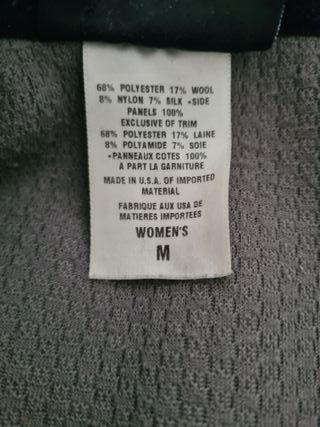 68% POLYESTER 17% WOOL
8% NYLON 7% SILK *SIDE
PANELS 100%
EXCLUSIVE OF TRIM
68% POLYESTER 17% LAINE
8% POLYAMIDE 7% SOIE
*PANNEAUX COTES 100%
A PART LA GARNITURE
MADE IN U.S.A. OF IMPORTED
MATERIAL
FABRIQUE AUX USA DE
MATIERES IMPORTEES
WOMEN'S
M